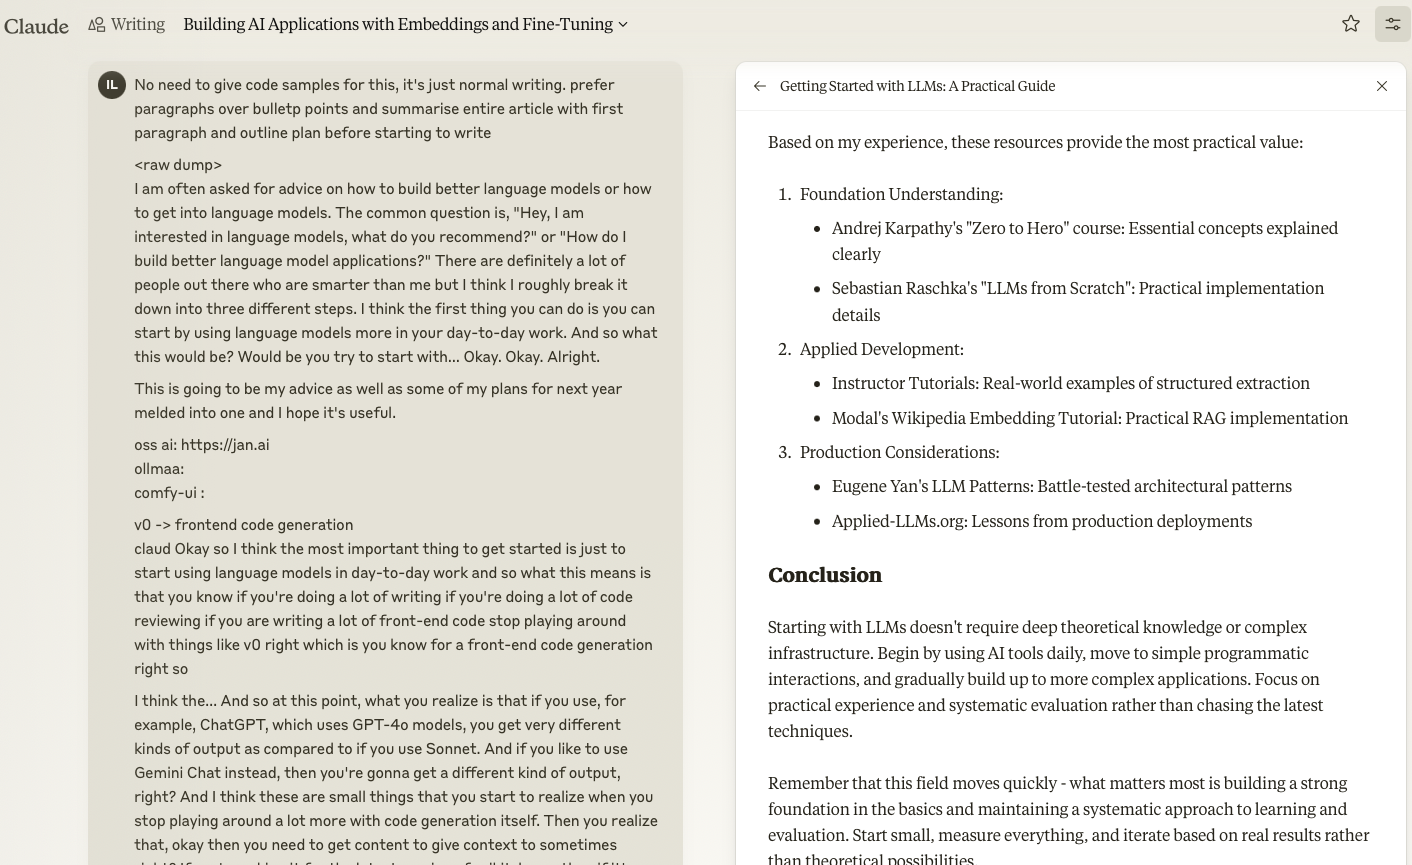 Claude
Writing
Building AI Applications with Embeddings and Fine-Tuning
IL
No need to give code samples for this, it's just normal writing. prefer
paragraphs over bulletp points and summarise entire article with first
paragraph and outline plan before starting to write
<raw dump>
I am often asked for advice on how to build better language models or how
to get into language models. The common question is, "Hey, I am
interested in language models, what do you recommend?" or "How do I
build better language model applications?" There are definitely a lot of
people out there who are smarter than me but I think I roughly break it
down into three different steps. I think the first thing you can do is you can
start by using language models more in your day-to-day work. And so what
this would be? Would be you try to start with... Okay. Okay. Alright.
This is going to be my advice as well as some of my plans for next year
melded into one and I hope it's useful.
oss ai: https://jan.ai
ollmaa:
comfy-ui :
v0 -> frontend code generation
claud Okay so I think the most important thing to get started is just to
start using language models in day-to-day work and so what this means is
that you know if you're doing a lot of writing if you're doing a lot of code
reviewing if you are writing a lot of front-end code stop playing around
with things like v0 right which is you know for a front-end code generation
right so
I think the... And so at this point, what you realize is that if you use, for
example, ChatGPT, which uses GPT-4o models, you get very different
kinds of output as compared to if you use Sonnet. And if you like to use
Gemini Chat instead, then you're gonna get a different kind of output,
right? And I think these are small things that you start to realize when you
stop playing around a lot more with code generation itself. Then you realize
that, okay then you need to get content to give context to sometimes
Getting Started with LLMs: A Practical Guide
Based on my experience, these resources provide the most practical value:
1. Foundation Understanding:
• Andrej Karpathy's "Zero to Hero" course: Essential concepts explained
clearly
• Sebastian Raschka's "LLMs from Scratch": Practical implementation
details
2. Applied Development:
• Instructor Tutorials: Real-world examples of structured extraction
• Modal's Wikipedia Embedding Tutorial: Practical RAG implementation
3. Production Considerations:
• Eugene Yan's LLM Patterns: Battle-tested architectural patterns
• Applied-LLMs.org: Lessons from production deployments
Conclusion
Starting with LLMs doesn't require deep theoretical knowledge or complex
infrastructure. Begin by using AI tools daily, move to simple programmatic
interactions, and gradually build up to more complex applications. Focus on
practical experience and systematic evaluation rather than chasing the latest
techniques.
Remember that this field moves quickly - what matters most is building a strong
foundation in the basics and maintaining a systematic approach to learning and
evaluation. Start small, measure everything, and iterate based on real results rather
than theoretical possibilities.